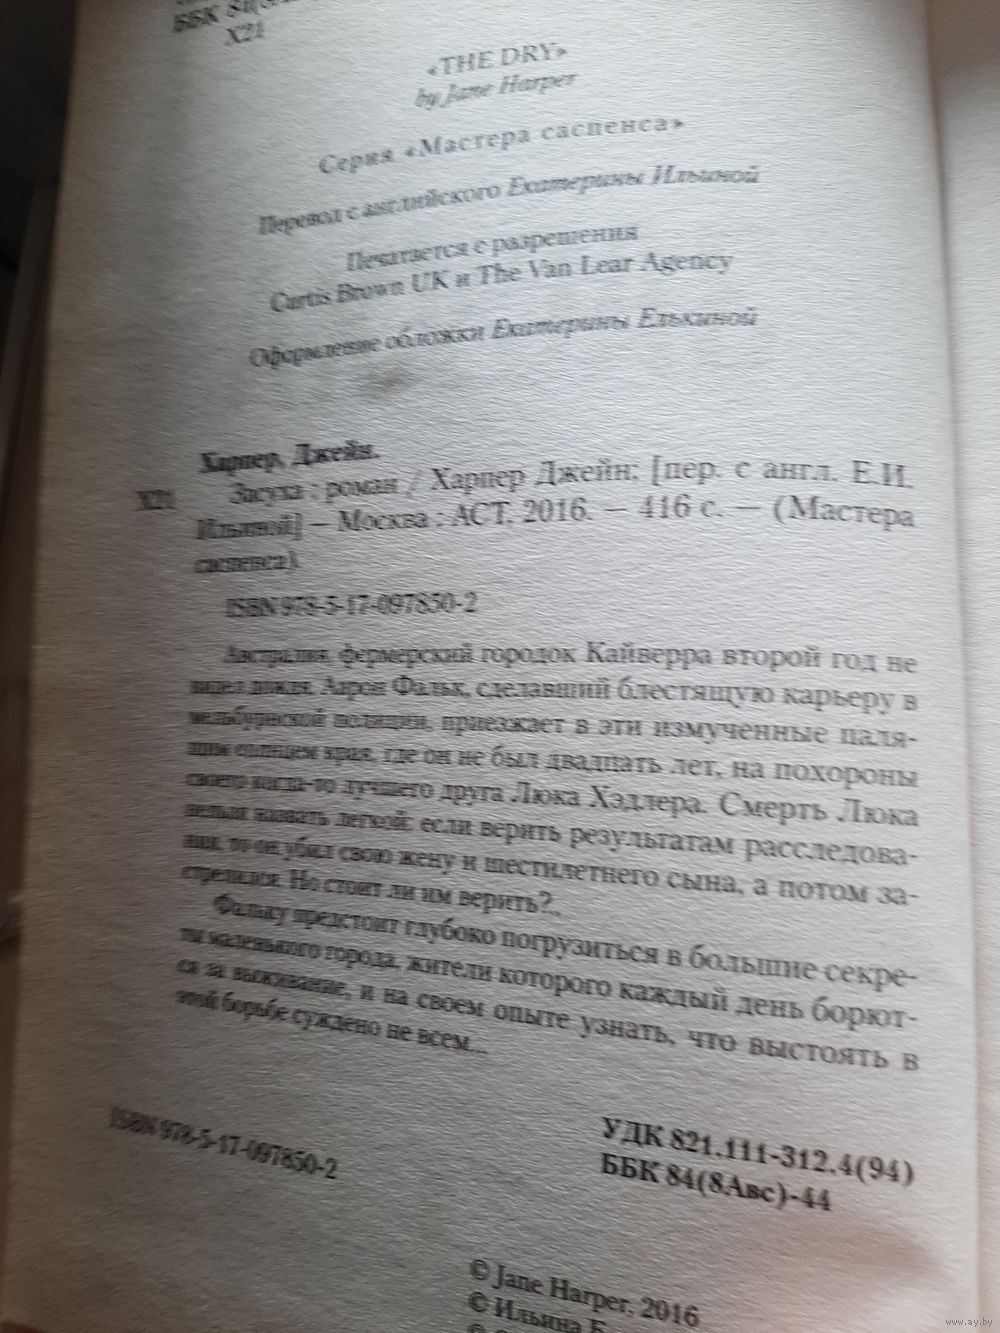 ББК 84(8
Х21
«THE DRY»
by Jane Harper
Серия «Мастера саспенса»
Перевод с английского Екатерины Ильиной
Печатается с разрешения
Curtis Brown UK и The Van Lear Agency
Оформление обложки Екатерины Елькиной
Харпер, Джейн.
Х21 Засуха : роман / Харпер Джейн; [пер. с англ. Е.И.
Ильиной] — Москва : АСТ, 2016. — 416 с. — (Мастера
саспенса).
ISBN 978-5-17-097850-2
Австралия, фермерский городок Кайверра второй год не
видел дождя. Аарон Фальк, сделавший блестящую карьеру в
мельбурнской полиции, приезжает в эти измученные паля-
щим солнцем края, где он не был двадцать лет, на похороны
своего когда-то лучшего друга Люка Хэдлера. Смерть Люка
нельзя назвать легкой: если верить результатам расследова-
ния, то он убил свою жену и шестилетнего сына, а потом за-
стрелился. Но стоит ли им верить?..
Фальку предстоит глубоко погрузиться в большие секре-
ты маленького города, жители которого каждый день борют-
ся за выживание, и на своем опыте узнать, что выстоять в
этой борьбе суждено не всем...
УДК 821.111-312.4(94)
ББК 84(8Авс)-44
ISBN 978-5-17-097850-2
© Jane Harper, 2016
© Ильина Е.
©
www.ay.by